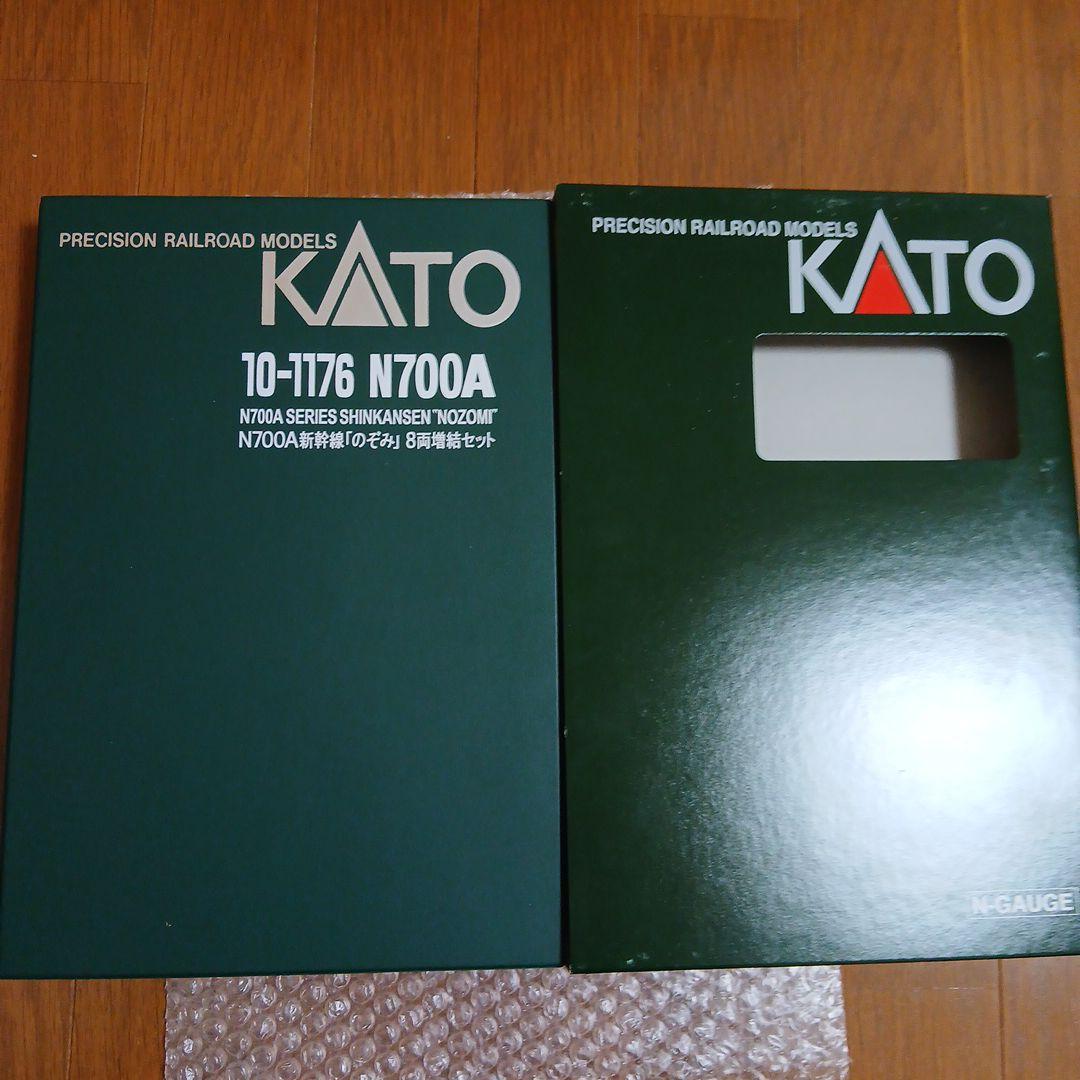 PRECISION RAILROAD MODELS
KATO
10-1176 N700A
N700A SERIES SHINKANSEN "NOZOMI"
N700A新幹線「のぞみ」8両増結セット
PRECISION RAILROAD MODELS
KATO
N-GAUGE